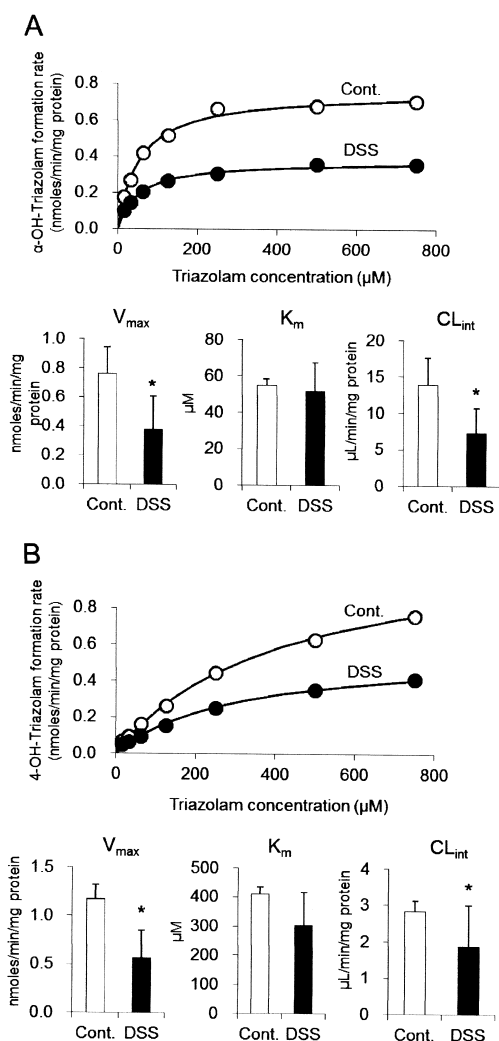 A
α-OH-Triazolam formation rate
(nmoles/min/mg protein)
0.8
0.6
0.4
0.2
0.0
Cont.
DSS
0 200 400 600 800
Triazolam concentration (µM)
Vmax
nmoles/min/mg
protein
1.0
0.8
0.6
0.4
0.2
0.0
*
Cont. DSS
Km
µM
80
60
40
20
0
Cont. DSS
CLint
µL/min/mg protein
20
15
10
5
0
*
Cont. DSS
B
4-OH-Triazolam formation rate
(nmoles/min/mg protein)
0.8
0.6
0.4
0.2
0.0
Cont.
DSS
0 200 400 600 800
Triazolam concentration (µM)
Vmax
nmoles/min/mg protein
1.5
1.0
0.5
0.0
*
Cont. DSS
Km
µM
500
400
300
200
100
0
Cont. DSS
CLint
µL/min/mg protein
4
3
2
1
0
*
Cont. DSS